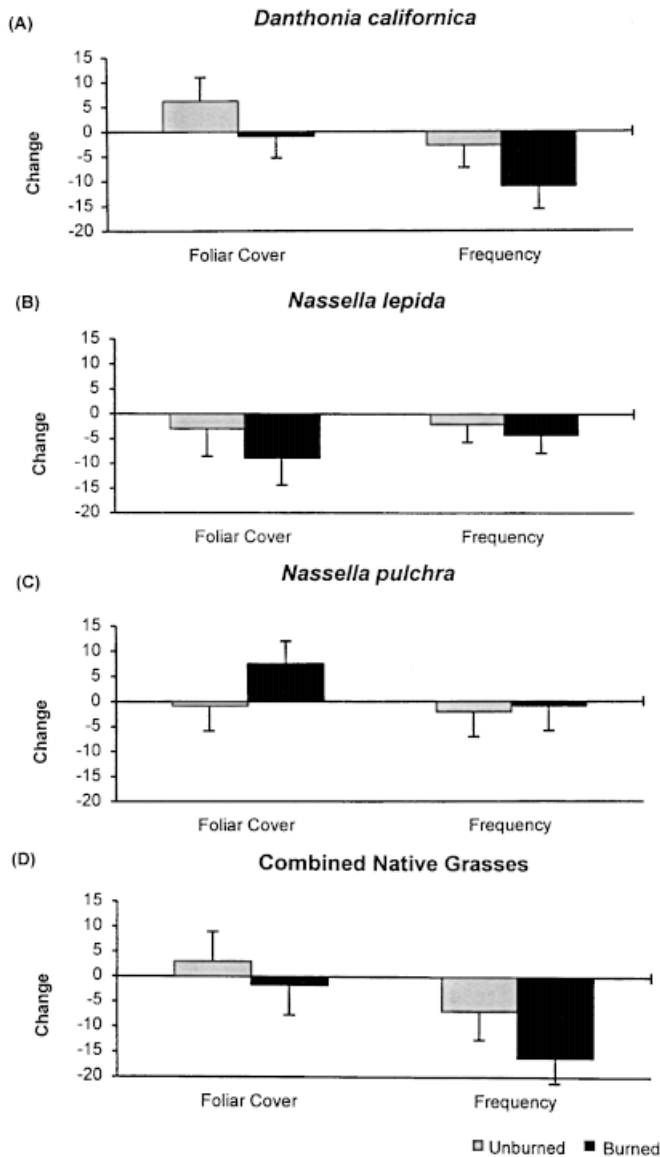 (A)
Danthonia californica
15
10
5
0
-5
-10
-15
-20
Change
Foliar Cover Frequency
(B)
Nassella lepida
15
10
5
0
-5
-10
-15
-20
Change
Foliar Cover Frequency
(C)
Nassella pulchra
15
10
5
0
-5
-10
-15
-20
Change
Foliar Cover Frequency
(D)
Combined Native Grasses
15
10
5
0
-5
-10
-15
-20
Change
Foliar Cover Frequency
Unburned Burned